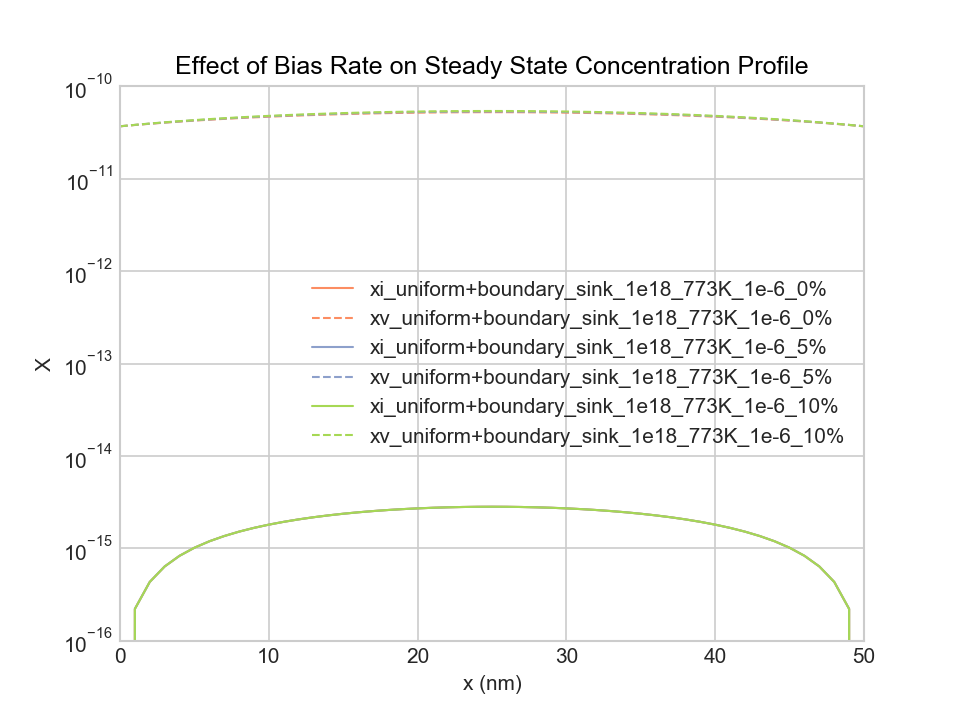 Effect of Bias Rate on Steady State Concentration Profile
10^−10
10^−11
10^−12
10^−13
10^−14
10^−15
10^−16
X
xi_uniform+boundary_sink_1e18_773K_1e-6_0%
xv_uniform+boundary_sink_1e18_773K_1e-6_0%
xi_uniform+boundary_sink_1e18_773K_1e-6_5%
xv_uniform+boundary_sink_1e18_773K_1e-6_5%
xi_uniform+boundary_sink_1e18_773K_1e-6_10%
xv_uniform+boundary_sink_1e18_773K_1e-6_10%
0 10 20 30 40 50
x (nm)